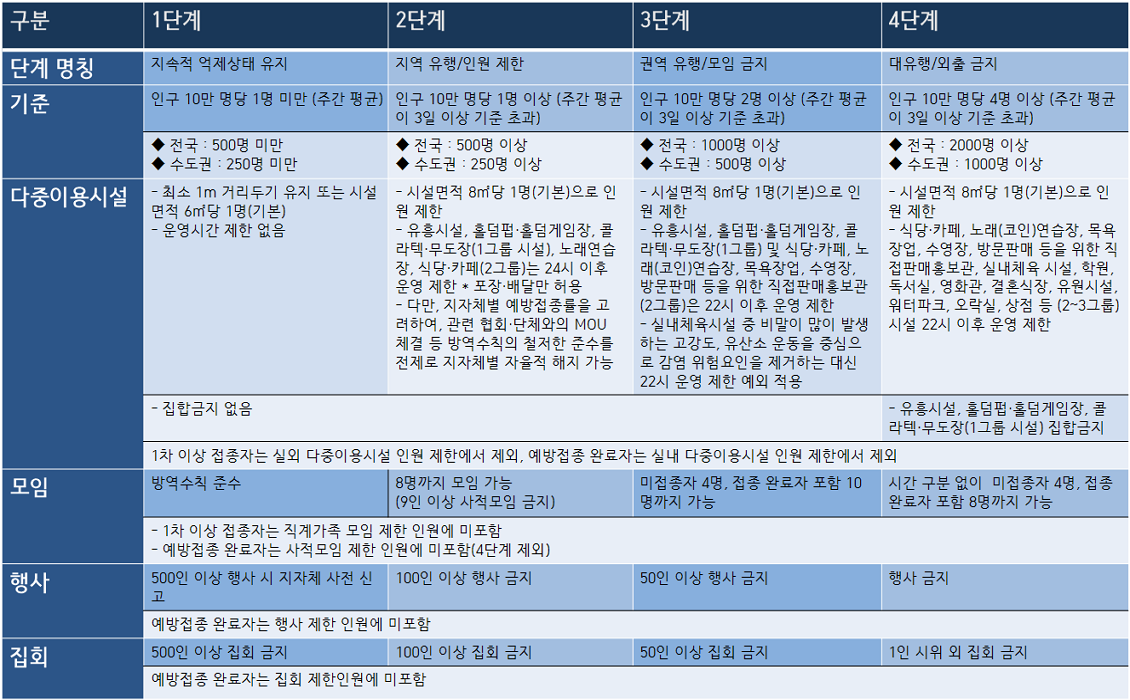 구분 1단계 2단계 3단계 4단계
단계 명칭 지속적 억제상태 유지 지역 유행/인원 제한 권역 유행/모임 금지 대유행/외출 금지
기준
인구 10만 명당 1명 미만 (주간 평균)
인구 10만 명당 1명 이상 (주간 평균
이 3일 이상 기준 초과)
인구 10만 명당 2명 이상 (주간 평균
이 3일 이상 기준 초과)
인구 10만 명당 4명 이상 (주간 평균
이 3일 이상 기준 초과)
◆ 전국 : 500명 미만
◆ 수도권 : 250명 미만
◆ 전국 : 500명 이상
◆ 수도권 : 250명 이상
◆ 전국 : 1000명 이상
◆ 수도권 : 500명 이상
◆ 전국 : 2000명 이상
◆ 수도권 : 1000명 이상
다중이용시설
- 최소 1m 거리두기 유지 또는 시설
면적 6㎡당 1명(기본)
- 운영시간 제한 없음
- 시설면적 8㎡당 1명(기본)으로 인
원 제한
- 유흥시설, 홀덤펍·홀덤게임장, 콜
라텍·무도장(1그룹 시설), 노래연습
장, 식당·카페(2그룹)는 24시 이후
운영 제한 * 포장·배달만 허용
- 다만, 지자체별 예방접종률을 고
려하여, 관련 협회·단체와의 MOU
체결 등 방역수칙의 철저한 준수를
전제로 지자체별 자율적 해지 가능
- 시설면적 8㎡당 1명(기본)으로 인
원 제한
- 유흥시설, 홀덤펍·홀덤게임장, 콜
라텍·무도장(1그룹) 및 식당·카페, 노
래(코인)연습장, 목욕장업, 수영장,
방문판매 등을 위한 직접판매홍보관
(2그룹)은 22시 이후 운영 제한
- 실내체육시설 중 비말이 많이 발생
하는 고강도, 유산소 운동을 중심으
로 감염 위험요인을 제거하는 대신
22시 운영 제한 예외 적용
- 시설면적 8㎡당 1명(기본)으로 인
원 제한
- 식당·카페, 노래(코인)연습장, 목욕
장업, 수영장, 방문판매 등을 위한 직
접판매홍보관, 실내체육 시설, 학원,
독서실, 영화관, 결혼식장, 유원시설,
워터파크, 오락실, 상점 등 (2~3그룹)
시설 22시 이후 운영 제한
- 집합금지 없음
- 유흥시설, 홀덤펍·홀덤게임장, 콜
라텍·무도장(1그룹 시설) 집합금지
1차 이상 접종자는 실외 다중이용시설 인원 제한에서 제외, 예방접종 완료자는 실내 다중이용시설 인원 제한에서 제외
모임
방역수칙 준수
8명까지 모임 가능
(9인 이상 사적모임 금지)
미접종자 4명, 접종 완료자 포함 10
명까지 가능
시간 구분 없이 미접종자 4명, 접종
완료자 포함 8명까지 가능
- 1차 이상 접종자는 직계가족 모임 제한 인원에 미포함
- 예방접종 완료자는 사적모임 제한 인원에 미포함(4단계 제외)
행사
500인 이상 행사 시 지자체 사전 신
고
100인 이상 행사 금지
50인 이상 행사 금지
행사 금지
예방접종 완료자는 행사 제한 인원에 미포함
집회
500인 이상 집회 금지
100인 이상 집회 금지
50인 이상 집회 금지
1인 시위 외 집회 금지
예방접종 완료자는 집회 제한인원에 미포함